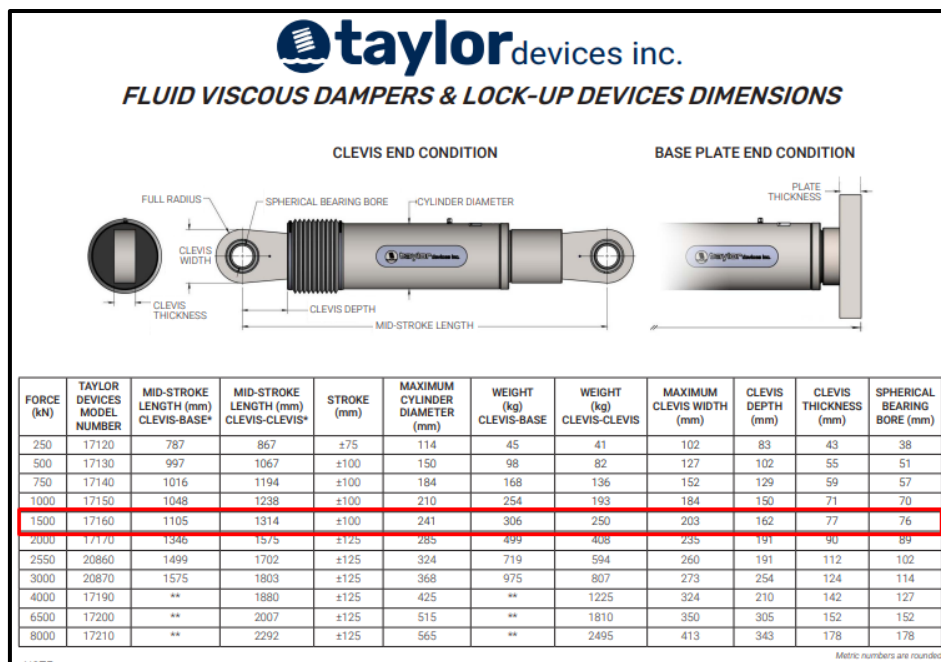 taylor devices inc.
FLUID VISCOUS DAMPERS & LOCK-UP DEVICES DIMENSIONS
CLEVIS END CONDITION
BASE PLATE END CONDITION
PLATE THICKNESS
FULL RADIUS
SPHERICAL BEARING BORE
CYLINDER DIAMETER
CLEVIS WIDTH
taylor devices inc.
taylor devices inc.
CLEVIS THICKNESS
CLEVIS DEPTH
MID-STROKE LENGTH
FORCE (kN) TAYLOR DEVICES MODEL NUMBER MID-STROKE LENGTH (mm) CLEVIS-BASE* MID-STROKE LENGTH (mm) CLEVIS-CLEVIS* STROKE (mm) MAXIMUM CYLINDER DIAMETER (mm) WEIGHT (kg) CLEVIS-BASE WEIGHT (kg) CLEVIS-CLEVIS MAXIMUM CLEVIS WIDTH (mm) CLEVIS DEPTH (mm) CLEVIS THICKNESS (mm) SPHERICAL BEARING BORE (mm)
250 17120 787 867 ±75 114 45 41 102 83 43 38
500 17130 997 1067 ±100 150 98 82 127 102 55 51
750 17140 1016 1194 ±100 184 168 136 152 129 59 57
1000 17150 1048 1238 ±100 210 254 193 184 150 71 70
1500 17160 1105 1314 ±100 241 306 250 203 162 77 76
2000 17170 1346 1575 ±125 285 499 408 235 191 90 89
2550 20860 1499 1702 ±125 324 719 594 260 191 112 102
3000 20870 1575 1803 ±125 368 975 807 273 254 124 114
4000 17190 ** 1880 ±125 425 ** 1225 324 210 142 127
6500 17200 ** 2007 ±125 515 ** 1810 350 305 152 152
8000 17210 ** 2292 ±125 565 ** 2495 413 343 178 178
Metric numbers are rounded